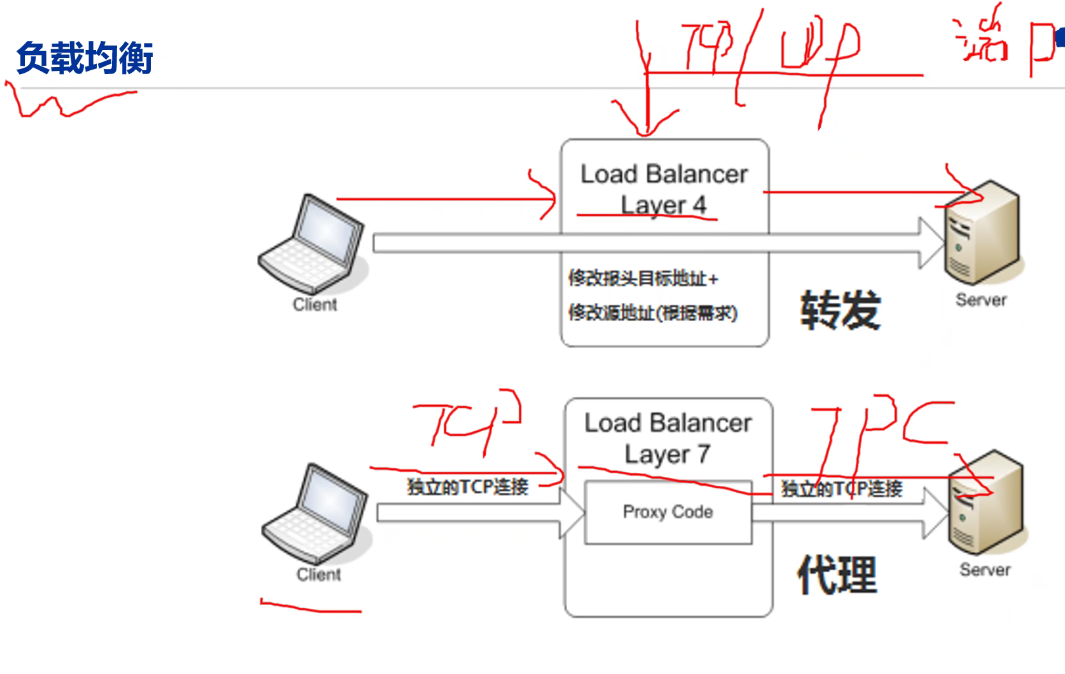 TCP/UDP 端口
负载均衡
Load Balancer
Layer 4
修改报头目标地址+
修改源地址(根据需求)
转发
Client
Server
TCP
TPC
Load Balancer
Layer 7
独立的TCP连接
独立的TCP连接
Proxy Code
代理
Client
Server